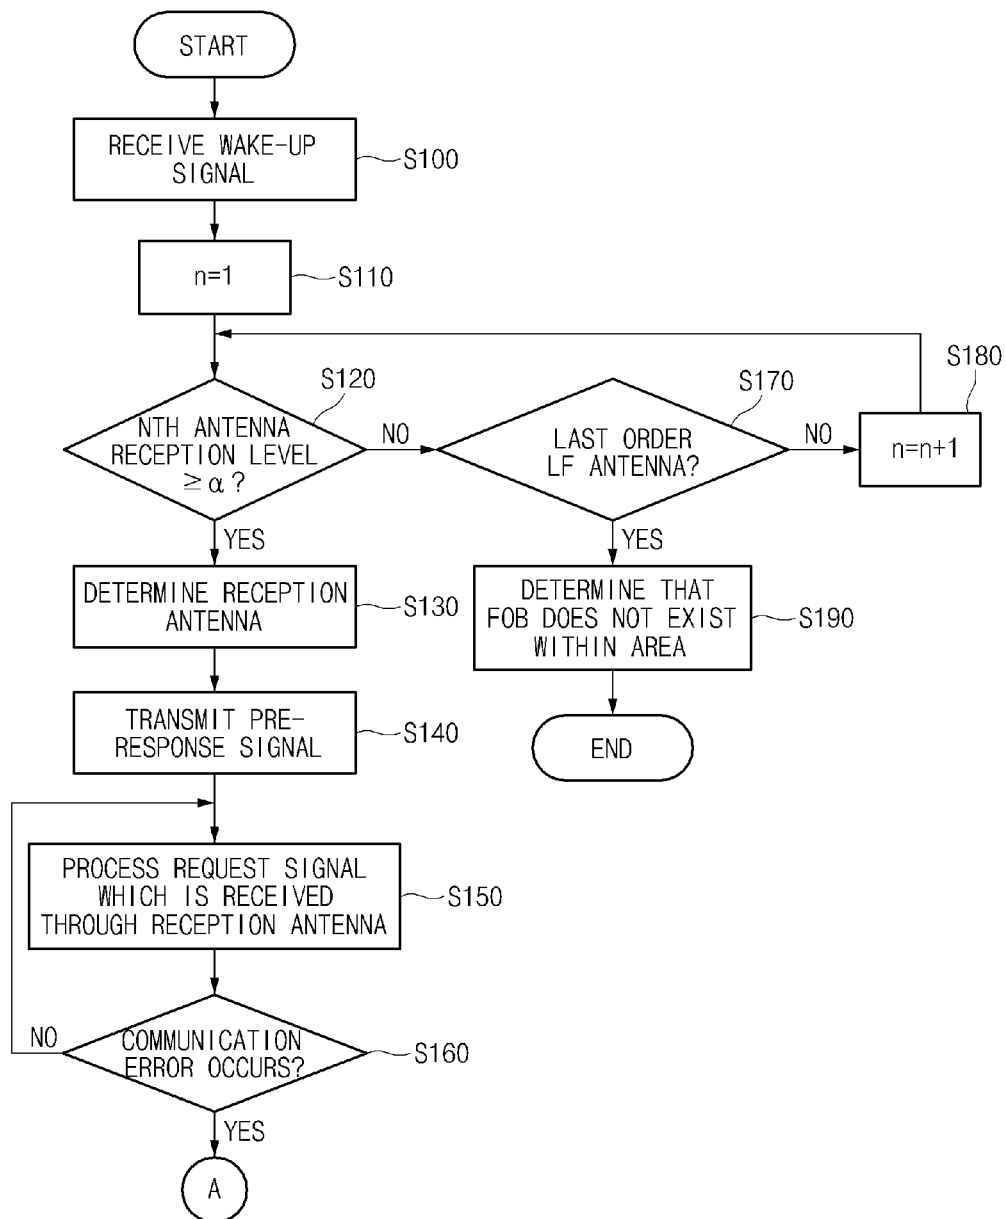 START
RECEIVE WAKE-UP
SIGNAL
S100
n=1
S110
S120
NTH ANTENNA
RECEPTION LEVEL
≥ α ?
NO
YES
S170
LAST ORDER
LF ANTENNA?
NO
YES
S180
n=n+1
DETERMINE RECEPTION
ANTENNA
S130
DETERMINE THAT
FOB DOES NOT EXIST
WITHIN AREA
S190
TRANSMIT PRE-
RESPONSE SIGNAL
S140
END
PROCESS REQUEST SIGNAL
WHICH IS RECEIVED
THROUGH RECEPTION ANTENNA
S150
NO
COMMUNICATION
ERROR OCCURS?
S160
YES
A